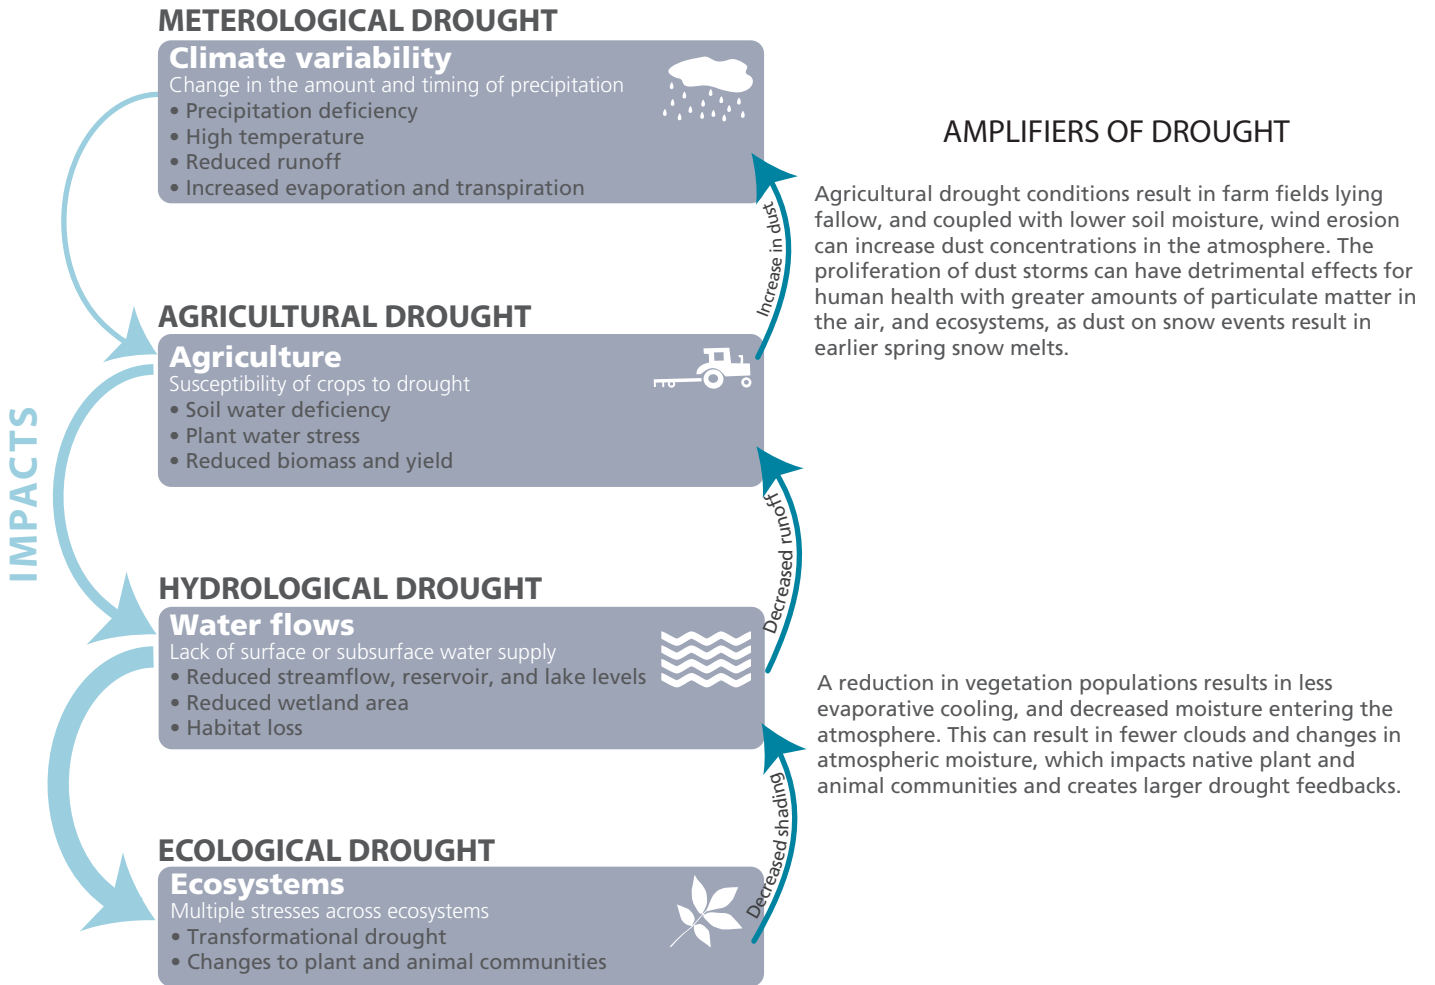 METEROLOGICAL DROUGHT
Climate variability
Change in the amount and timing of precipitation
• Precipitation deficiency
• High temperature
• Reduced runoff
• Increased evaporation and transpiration
Increase in dust
AMPLIFIERS OF DROUGHT
Agricultural drought conditions result in farm fields lying
fallow, and coupled with lower soil moisture, wind erosion
can increase dust concentrations in the atmosphere. The
proliferation of dust storms can have detrimental effects for
human health with greater amounts of particulate matter in
the air, and ecosystems, as dust on snow events result in
earlier spring snow melts.
IMPACTS
AGRICULTURAL DROUGHT
Agriculture
Susceptibility of crops to drought
• Soil water deficiency
• Plant water stress
• Reduced biomass and yield
Decreased runoff
HYDROLOGICAL DROUGHT
Water flows
Lack of surface or subsurface water supply
• Reduced streamflow, reservoir, and lake levels
• Reduced wetland area
• Habitat loss
A reduction in vegetation populations results in less
evaporative cooling, and decreased moisture entering the
atmosphere. This can result in fewer clouds and changes in
atmospheric moisture, which impacts native plant and
animal communities and creates larger drought feedbacks.
Decreased shading
ECOLOGICAL DROUGHT
Ecosystems
Multiple stresses across ecosystems
• Transformational drought
• Changes to plant and animal communities